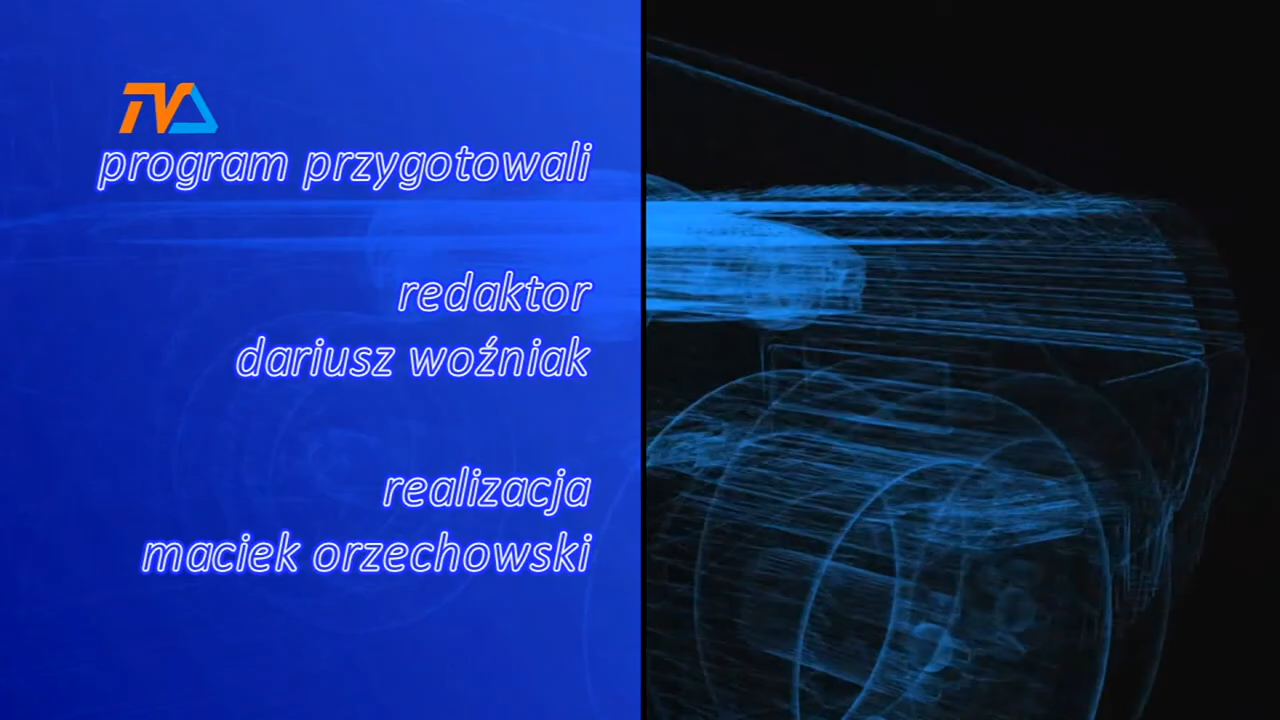 TVA
program przygotowali
redaktor
dariusz woźniak
realizacja
maciek orzechowski